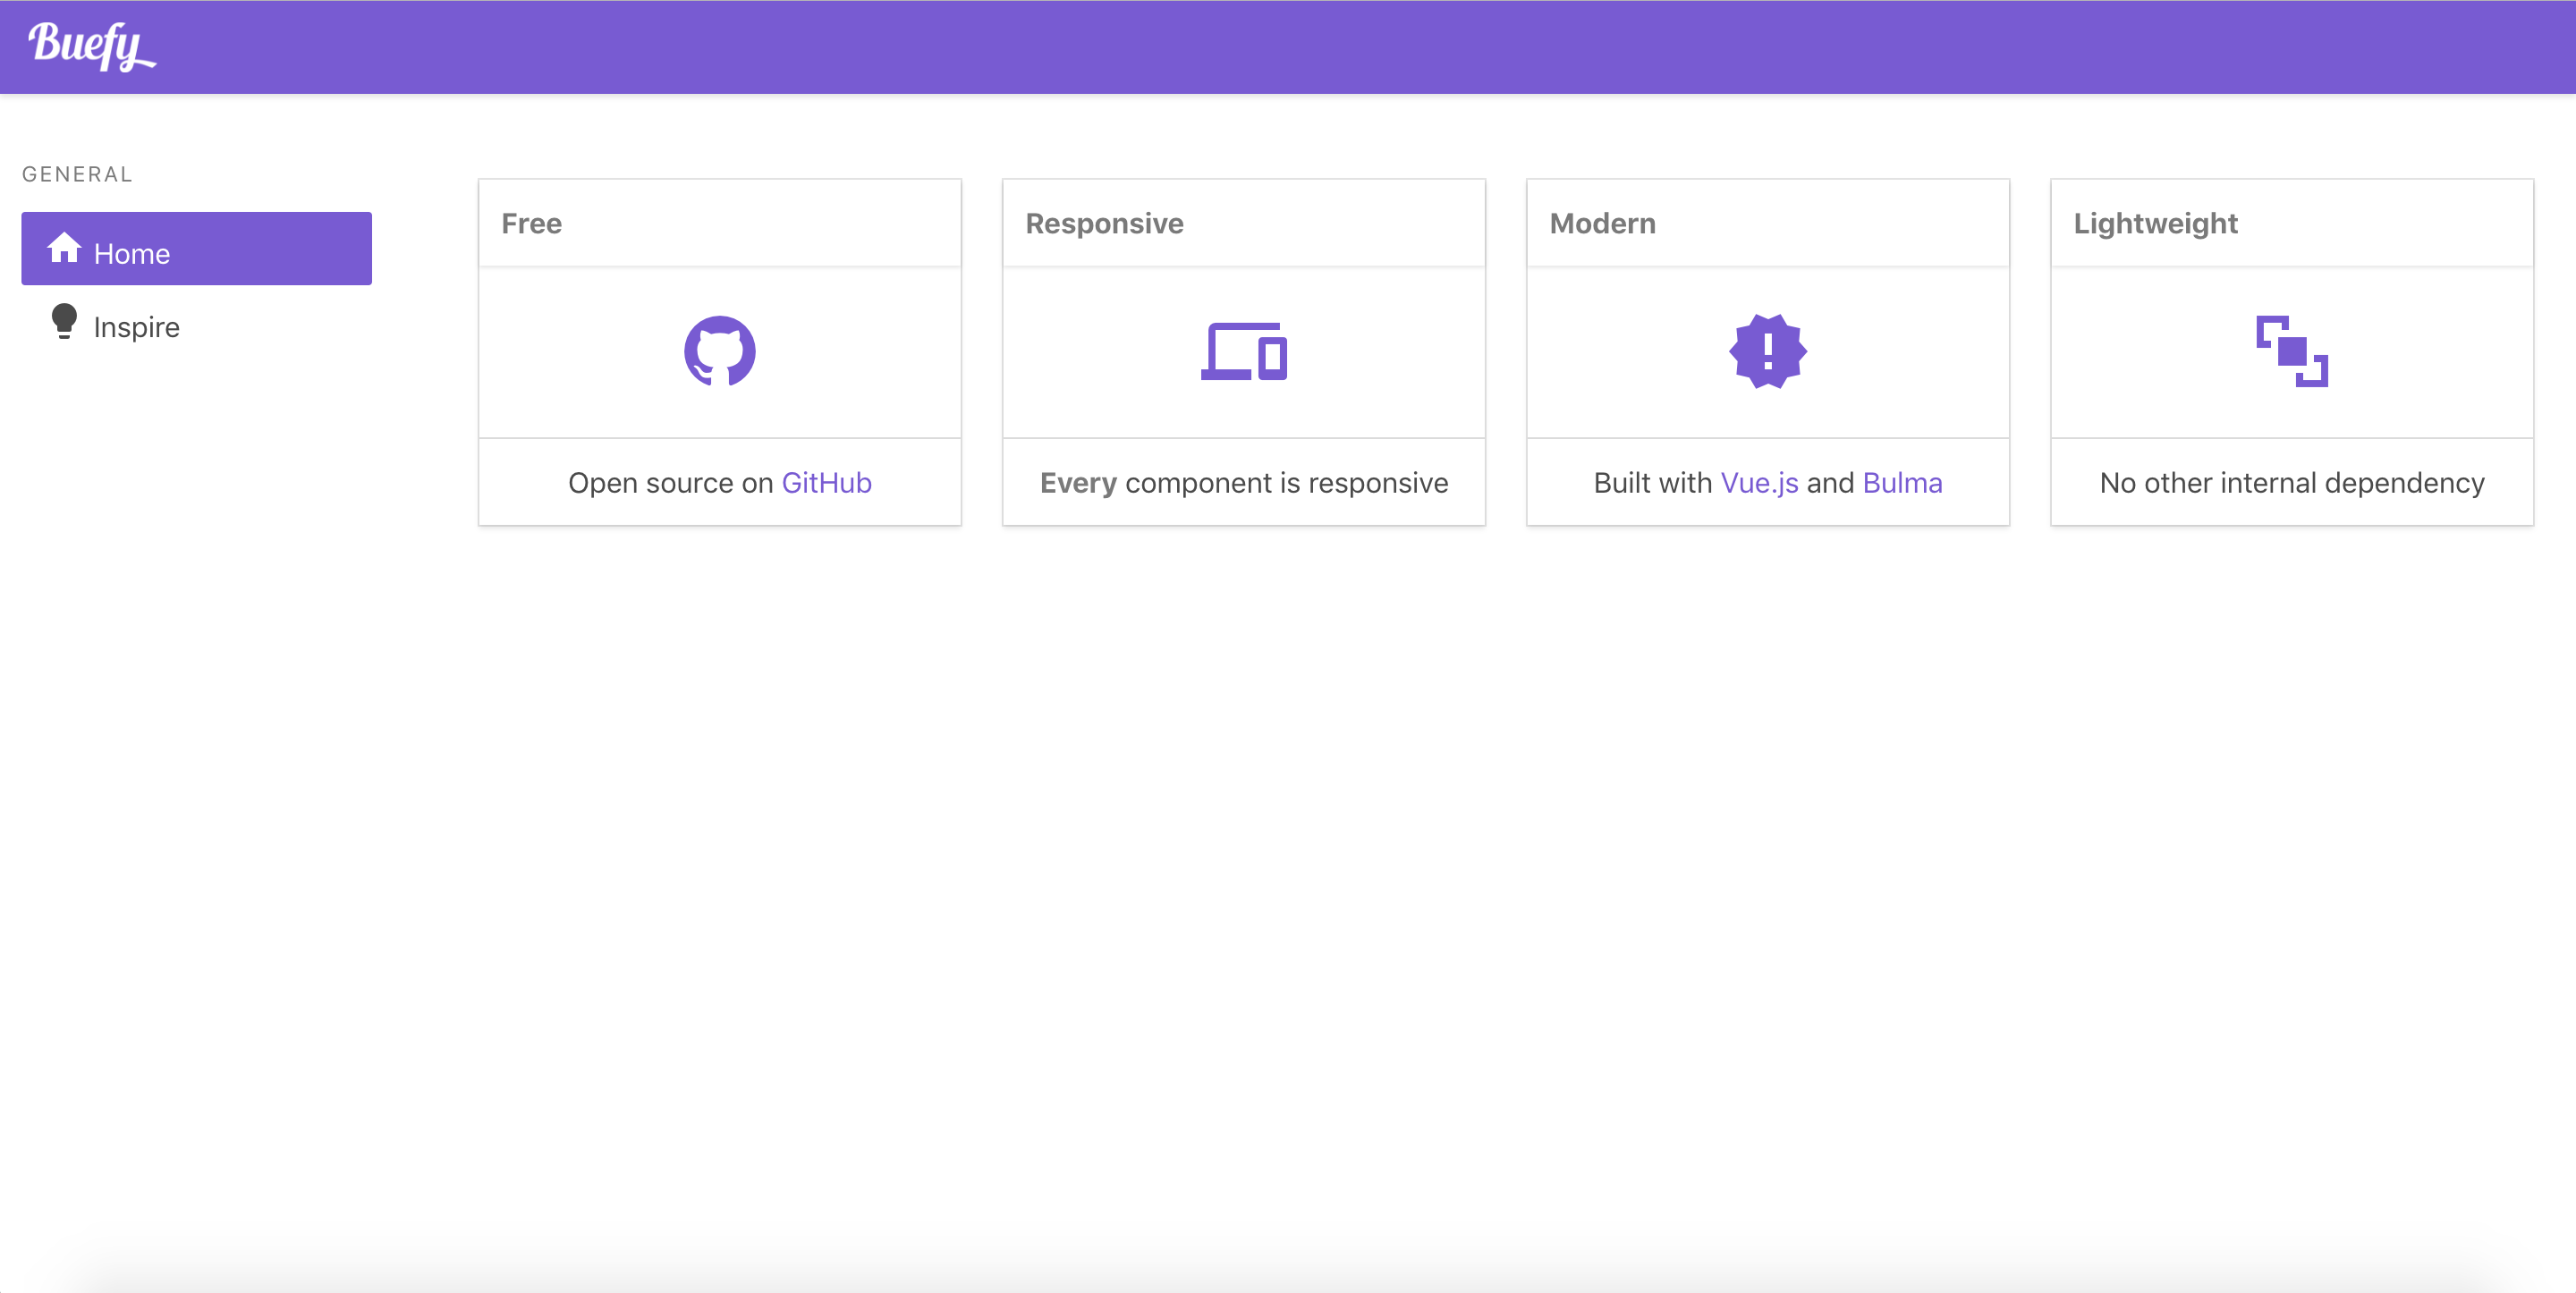 Buefy
GENERAL
Home
Inspire
Free
Open source on GitHub
Responsive
Every component is responsive
Modern
Built with Vue.js and Bulma
Lightweight
No other internal dependency